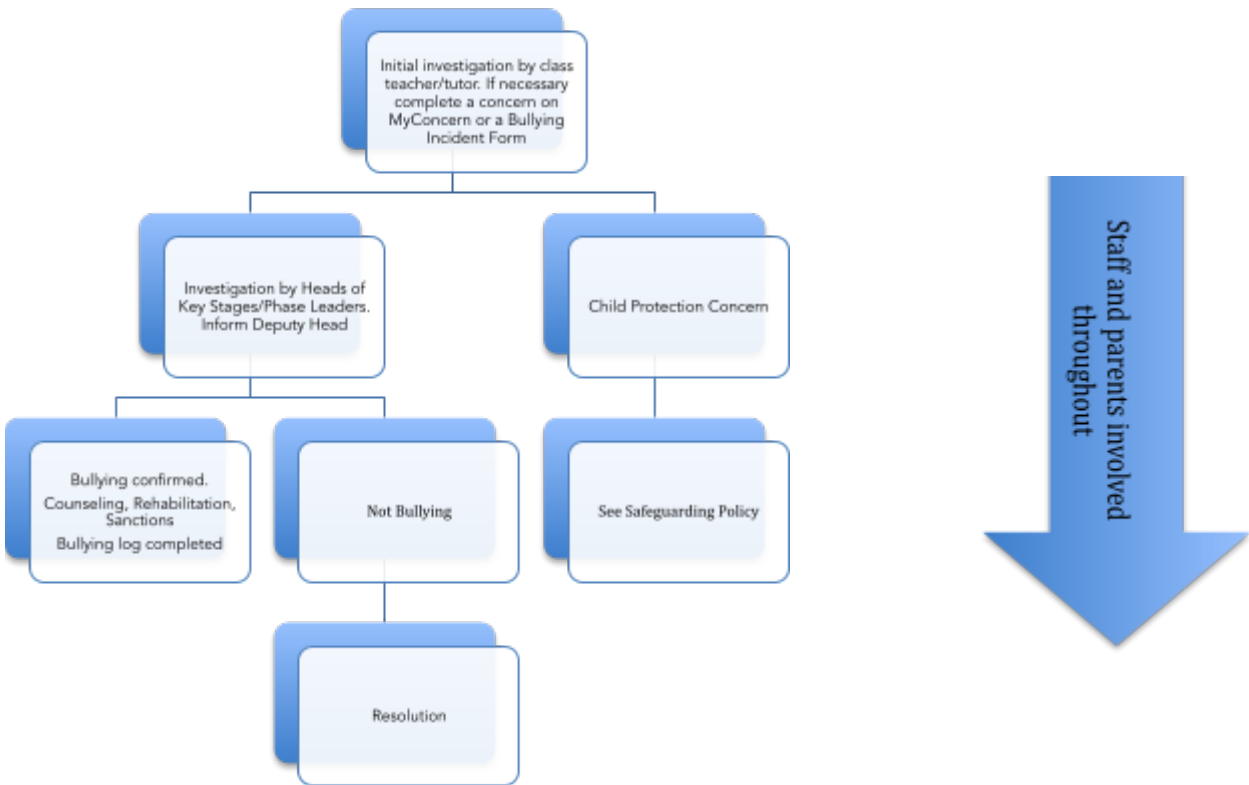 Initial investigation by class
teacher/tutor. If necessary
complete a concern on
MyConcern or a Bullying
Incident Form
Investigation by Heads of
Key Stages/Phase Leaders.
Inform Deputy Head
Child Protection Concern
Bullying confirmed.
Counseling, Rehabilitation,
Sanctions
Bullying log completed
Not Bullying
See Safeguarding Policy
Resolution
Staff and parents involved
throughout